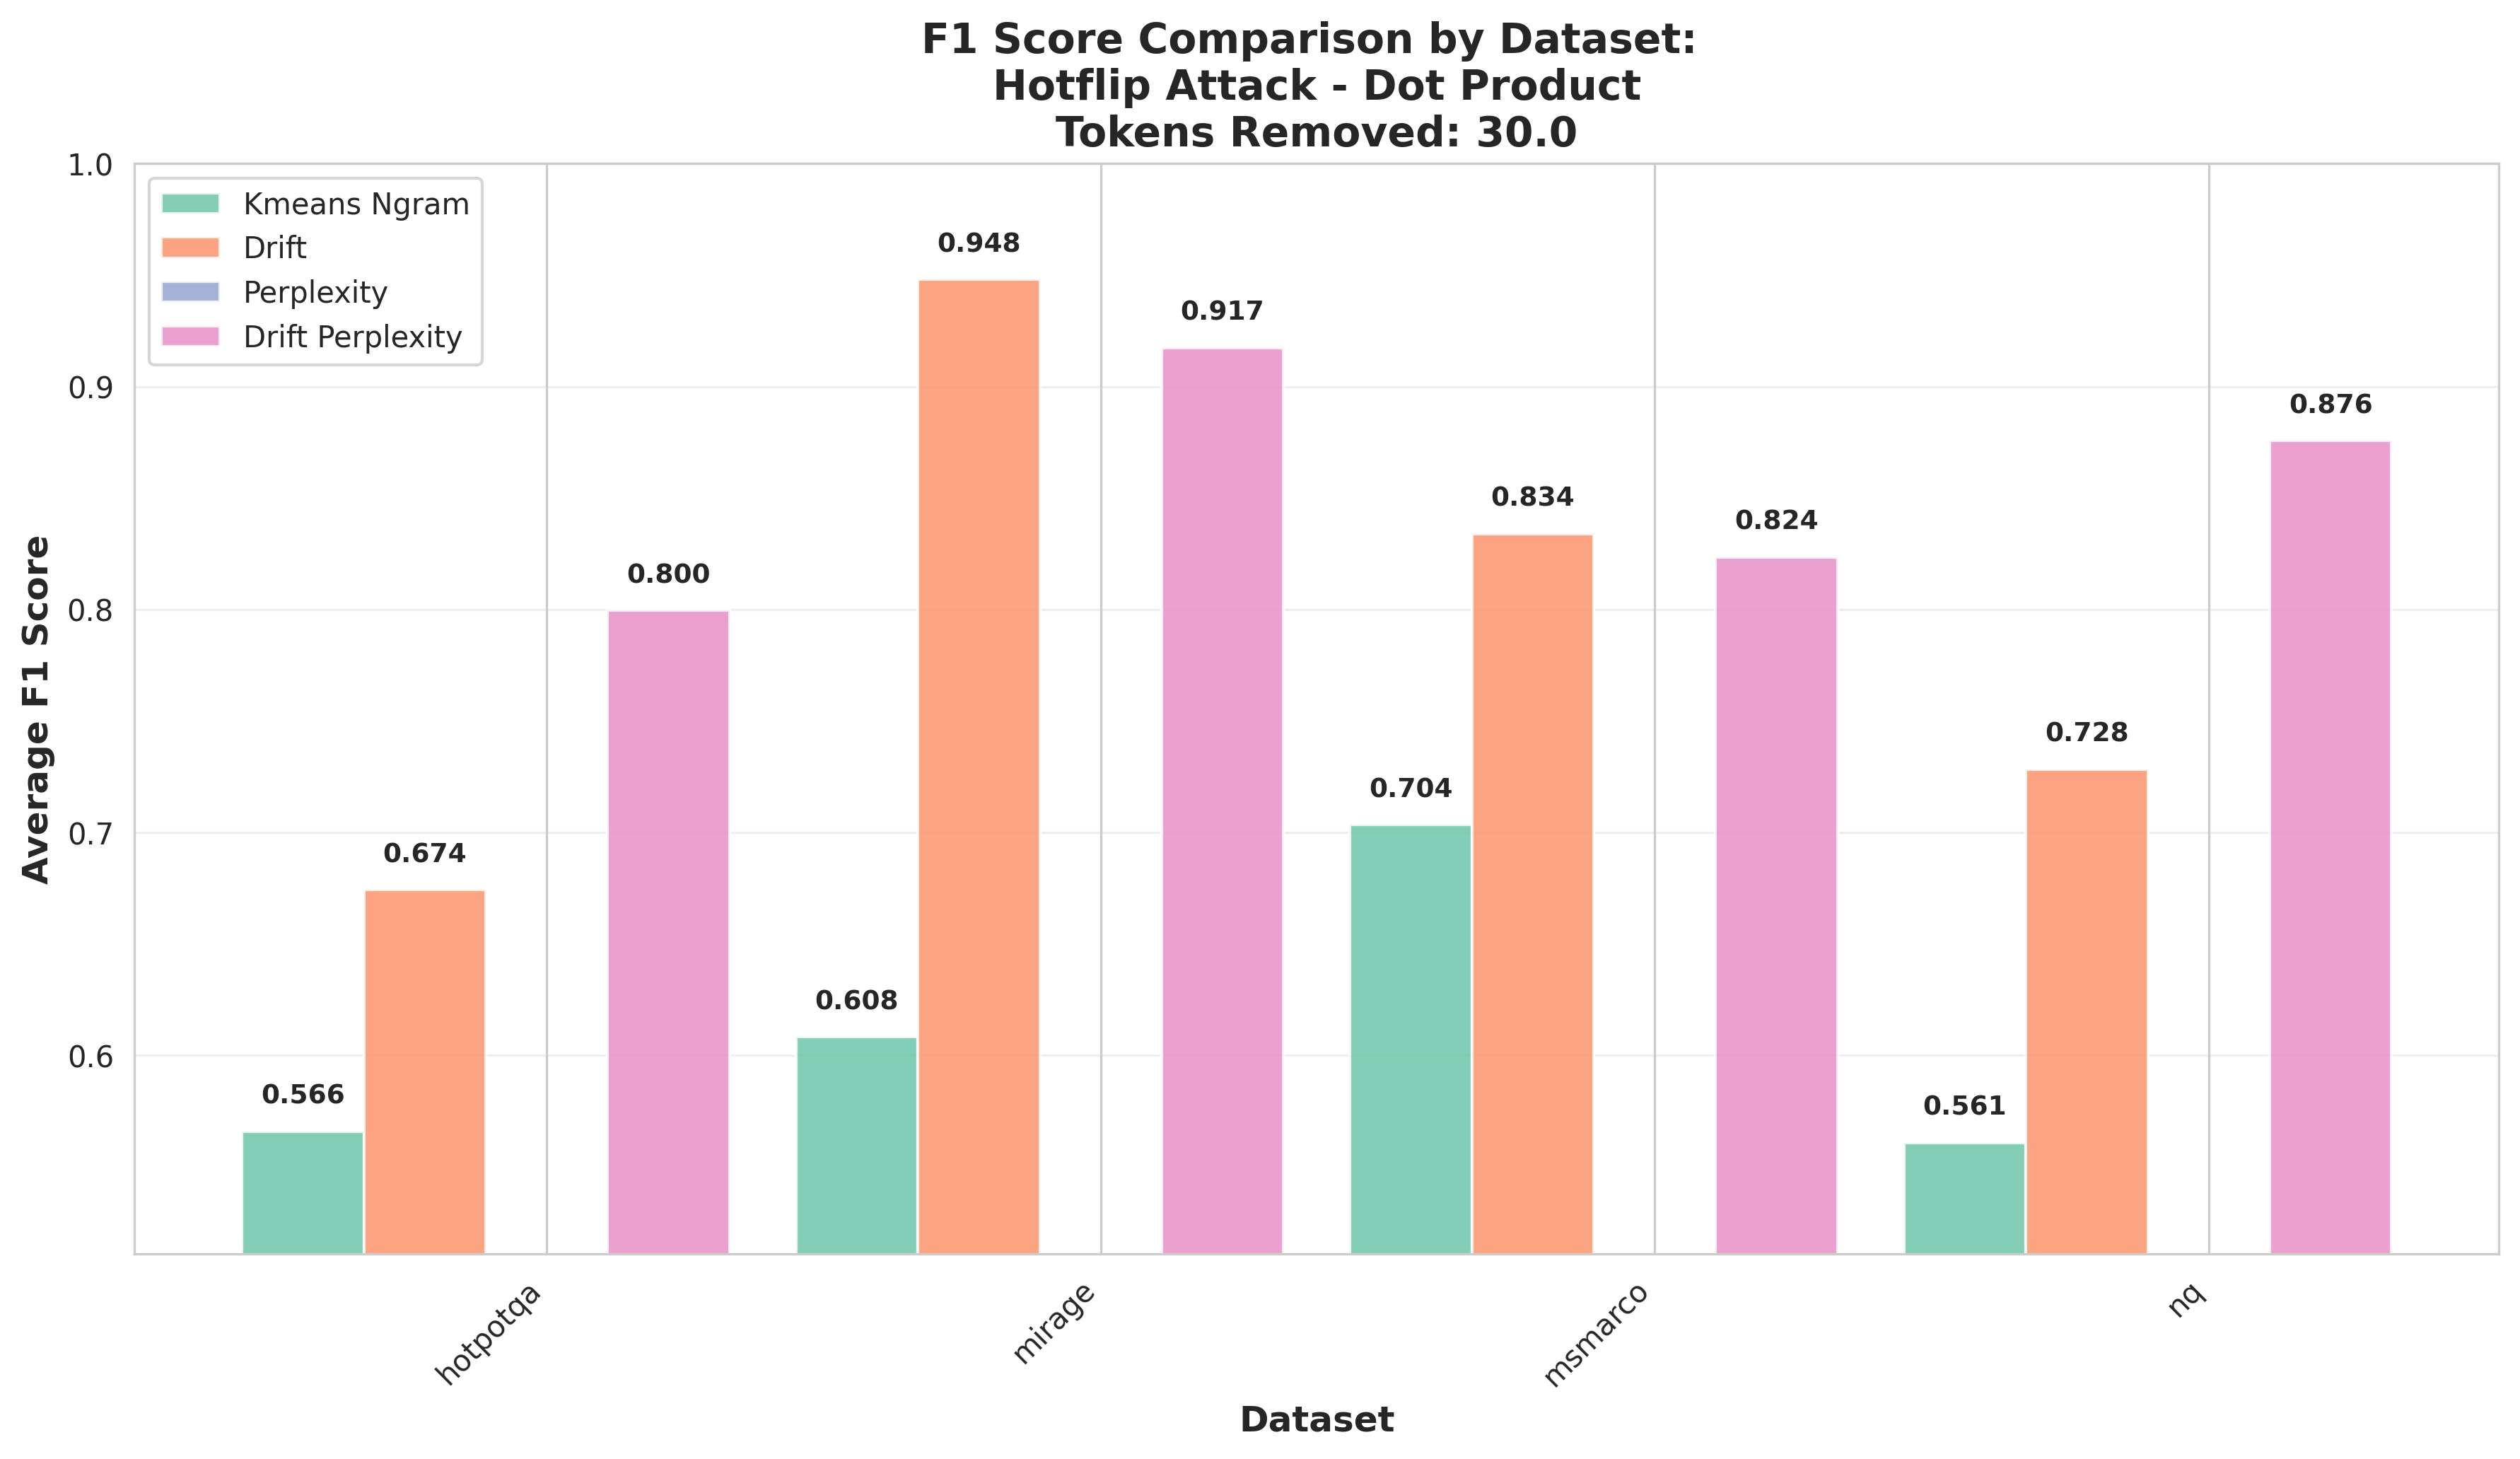 F1 Score Comparison by Dataset:
Hotflip Attack - Dot Product
Tokens Removed: 30.0
1.0
0.9
0.8
0.7
0.6
Average F1 Score
Kmeans Ngram
Drift
Perplexity
Drift Perplexity
0.566
0.674
0.800
0.608
0.948
0.917
0.704
0.834
0.824
0.561
0.728
0.876
hotpotqa
mirage
msmarco
nq
Dataset